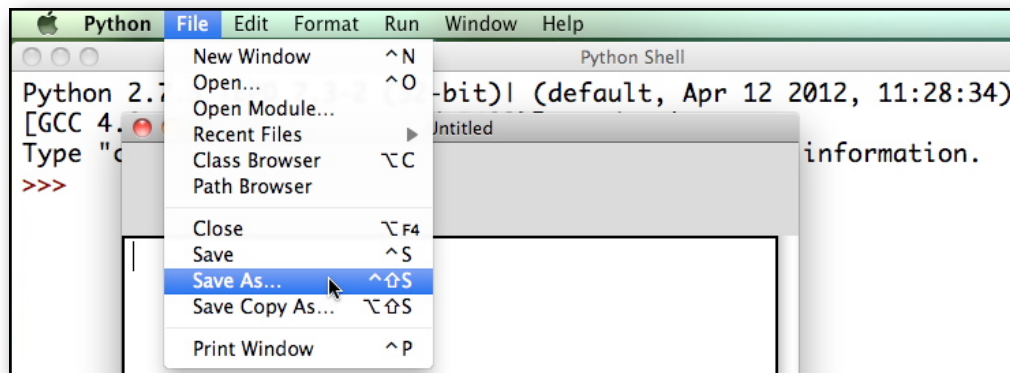 Python File Edit Format Run Window Help
Python Shell
Python 2.7 -bit)| (default, Apr 12 2012, 11:28:34)
[GCC 4.
Untitled
Type "c information.
>>>
New Window ^N
Open... ^O
Open Module...
Recent Files ▶
Class Browser ⌥C
Path Browser
Close ⌥F4
Save ^S
Save As... ^⇧S
Save Copy As... ⌥⇧S
Print Window ^P